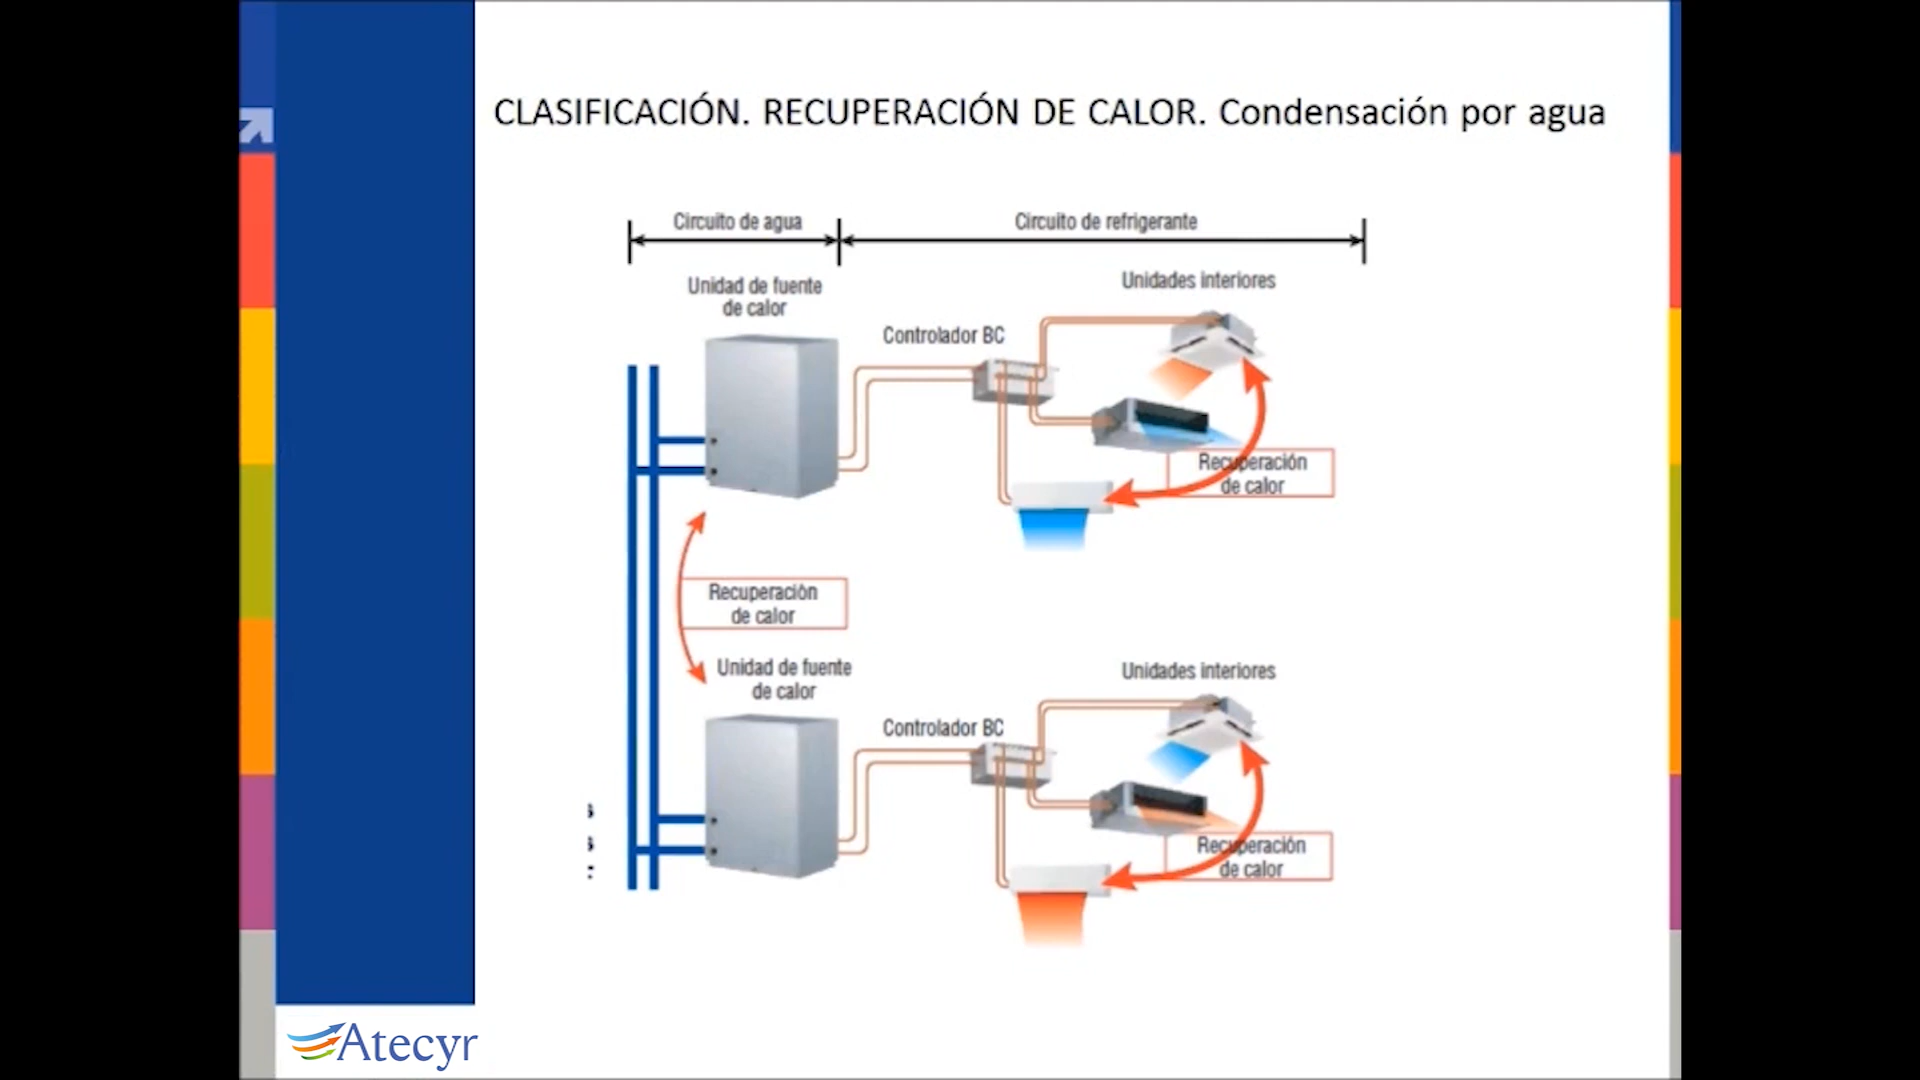 CLASIFICACIÓN. RECUPERACIÓN DE CALOR. Condensación por agua
Circuito de agua
Circuito de refrigerante
Unidad de fuente
de calor
Controlador BC
Unidades interiores
Recuperación
de calor
Recuperación
de calor
Unidad de fuente
de calor
Controlador BC
Unidades interiores
Recuperación
de calor
Atecyr